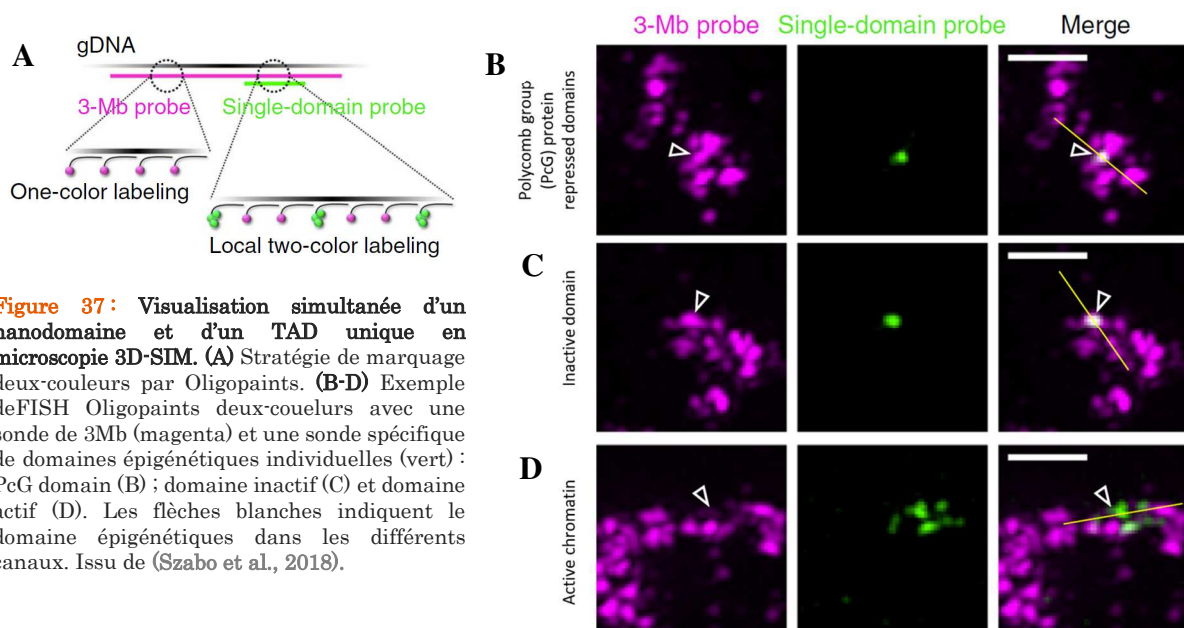 A
gDNA
3-Mb probe
Single-domain probe
One-color labeling
Local two-color labeling
Figure 37 : Visualisation simultanée d’un
nanodomaine et d’un TAD unique en
microscopie 3D-SIM. (A) Stratégie de marquage
deux-couleurs par Oligopaints. (B-D) Exemple
deFISH Oligopaints deux-couelurs avec une
sonde de 3Mb (magenta) et une sonde spécifique
de domaines épigénétiques individuelles (vert) :
PcG domain (B) ; domaine inactif (C) et domaine
actif (D). Les flèches blanches indiquent le
domaine épigénétiques dans les différents
canaux. Issu de (Szabo et al., 2018).
3-Mb probe
Single-domain probe
Merge
B
Polycomb group
(PcG) protein
repressed domains
C
Inactive domain
D
Active chromatin